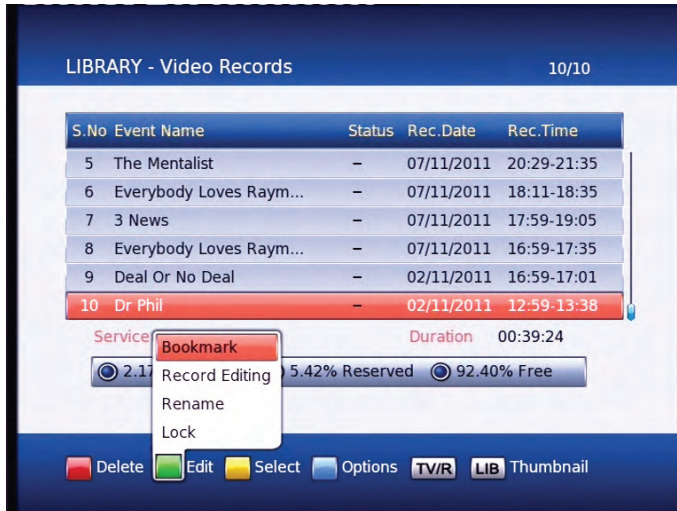 LIBRARY - Video Records 10/10
S.No Event Name Status Rec.Date Rec.Time
5 The Mentalist – 07/11/2011 20:29-21:35
6 Everybody Loves Raym... – 07/11/2011 18:11-18:35
7 3 News – 07/11/2011 17:59-19:05
8 Everybody Loves Raym... – 07/11/2011 16:59-17:35
9 Deal Or No Deal – 02/11/2011 16:59-17:01
10 Dr Phil – 02/11/2011 12:59-13:38
Service Duration 00:39:24
Bookmark
2.17 5.42% Reserved 92.40% Free
Record Editing
Rename
Lock
Delete Edit Select Options TV/R LIB Thumbnail